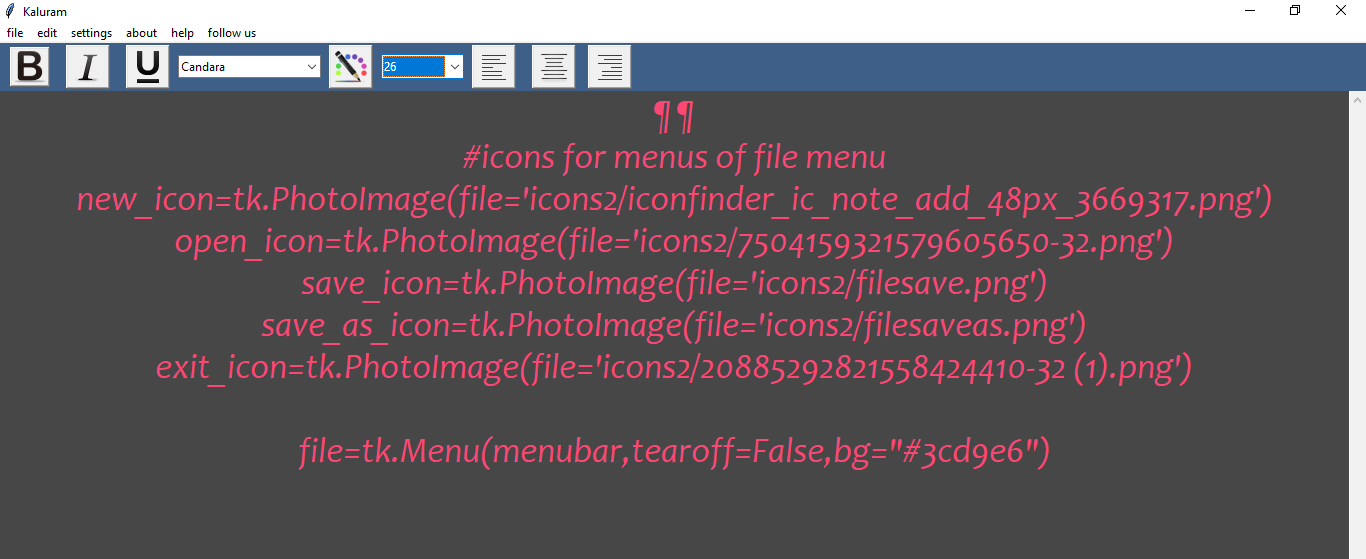 Kaluram
file edit settings about help follow us
B I U Candara 26
¶¶
#icons for menus of file menu
new_icon=tk.PhotoImage(file='icons2/iconfinder_ic_note_add_48px_3669317.png')
open_icon=tk.PhotoImage(file='icons2/7504159321579605650-32.png')
save_icon=tk.PhotoImage(file='icons2/filesave.png')
save_as_icon=tk.PhotoImage(file='icons2/filesaveas.png')
exit_icon=tk.PhotoImage(file='icons2/20885292821558424410-32 (1).png')
file=tk.Menu(menubar,tearoff=False,bg="#3cd9e6")